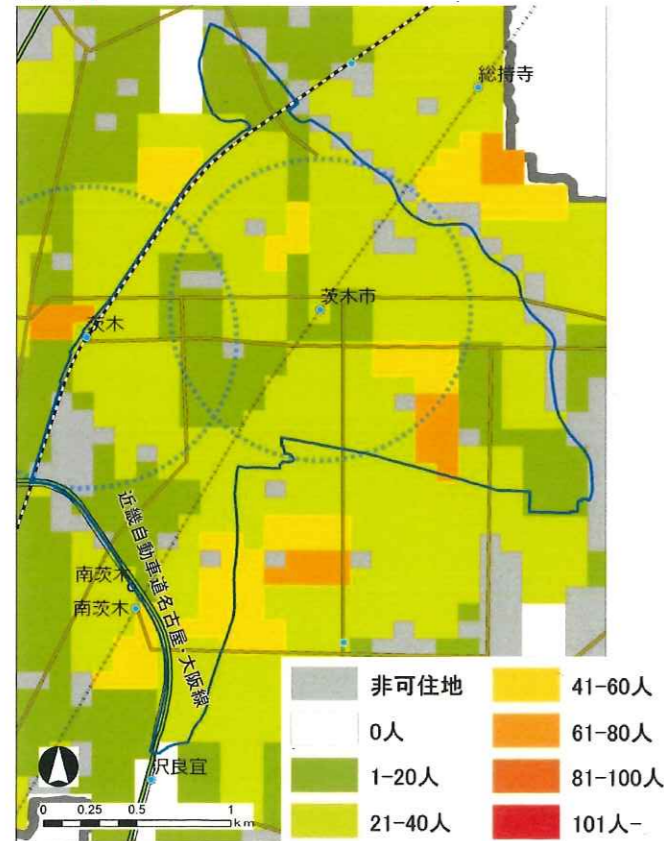 総持寺
茨木市
茨木
近畿自動車道名古屋・大阪線
南茨木
南茨木
沢良宜
0 0.25 0.5 1
km
非可住地
0人
1-20人
21-40人
41-60人
61-80人
81-100人
101人-